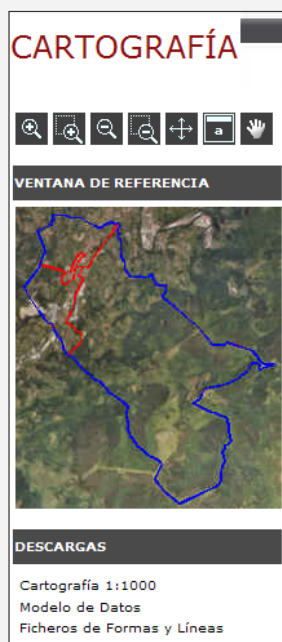 CARTOGRAFÍA
a
VENTANA DE REFERENCIA
DESCARGAS
Cartografía 1:1000
Modelo de Datos
Ficheros de Formas y Líneas